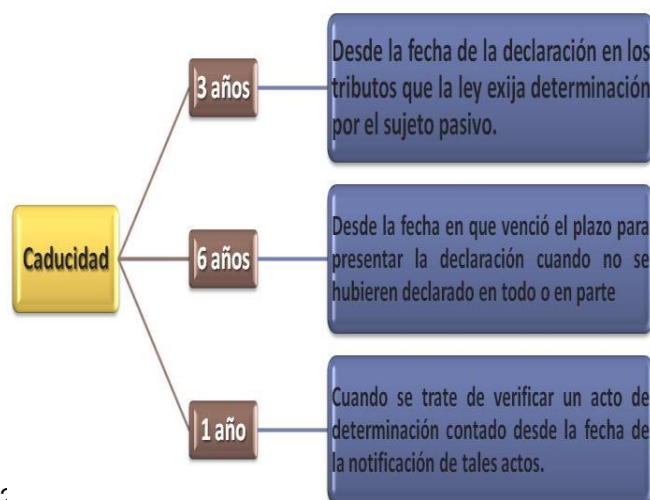 Caducidad
3 años
Desde la fecha de la declaración en los
tributos que la ley exija determinación
por el sujeto pasivo.
6 años
Desde la fecha en que venció el plazo para
presentar la declaración cuando no se
hubieren declarado en todo o en parte
1 año
Cuando se trate de verificar un acto de
determinación contado desde la fecha de
la notificación de tales actos.